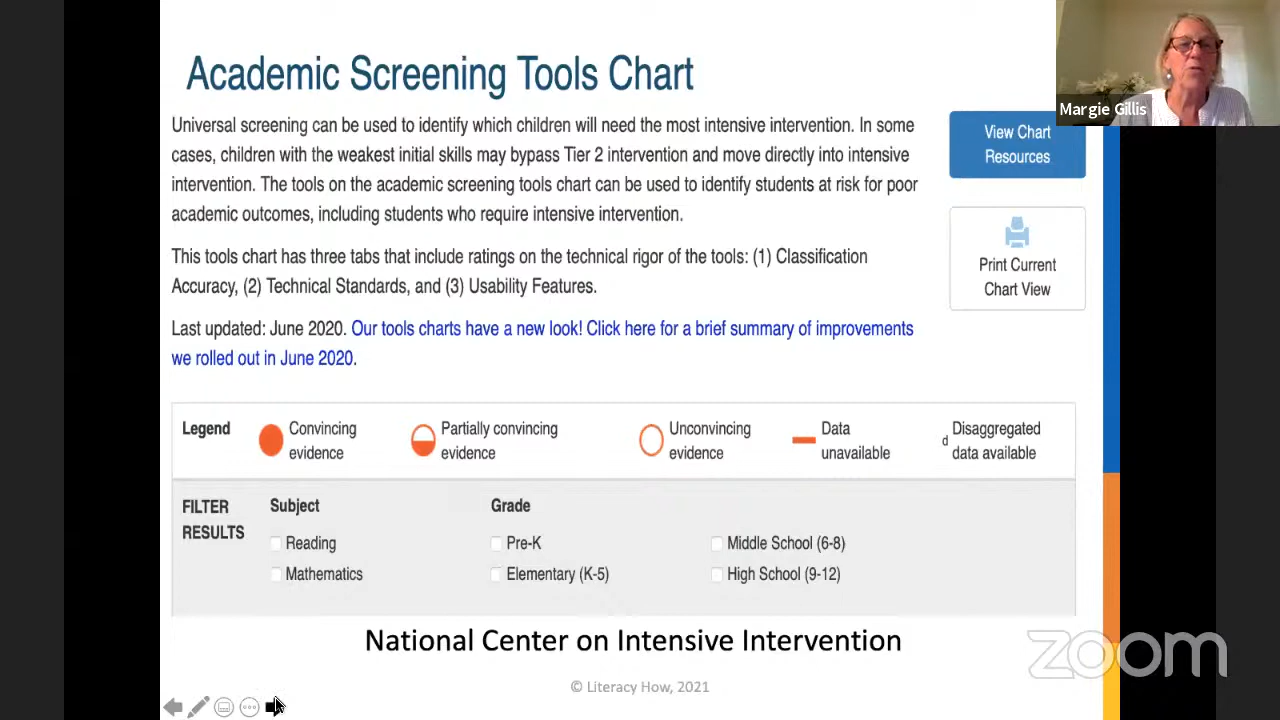 Academic Screening Tools Chart
Margie Gillis
Universal screening can be used to identify which children will need the most intensive intervention. In some
cases, children with the weakest initial skills may bypass Tier 2 intervention and move directly into intensive
intervention. The tools on the academic screening tools chart can be used to identify students at risk for poor
academic outcomes, including students who require intensive intervention.
View Chart
Resources
Print Current
Chart View
This tools chart has three tabs that include ratings on the technical rigor of the tools: (1) Classification
Accuracy, (2) Technical Standards, and (3) Usability Features.
Last updated: June 2020. Our tools charts have a new look! Click here for a brief summary of improvements
we rolled out in June 2020.
Legend
Convincing
evidence
Partially convincing
evidence
Unconvincing
evidence
Data
unavailable
d
Disaggregated
data available
FILTER
RESULTS
Subject
Reading
Mathematics
Grade
Pre-K
Elementary (K-5)
Middle School (6-8)
High School (9-12)
National Center on Intensive Intervention
© Literacy How, 2021
zoom